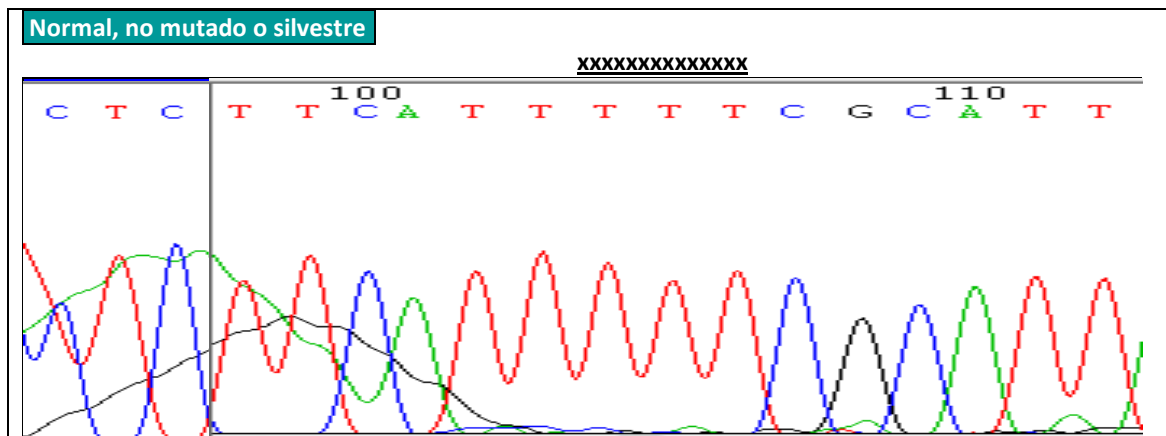 Normal, no mutado o silvestre
xxxxxxxxxxxxxx
100 110
C T C T T C A T T T T T C G C A T T